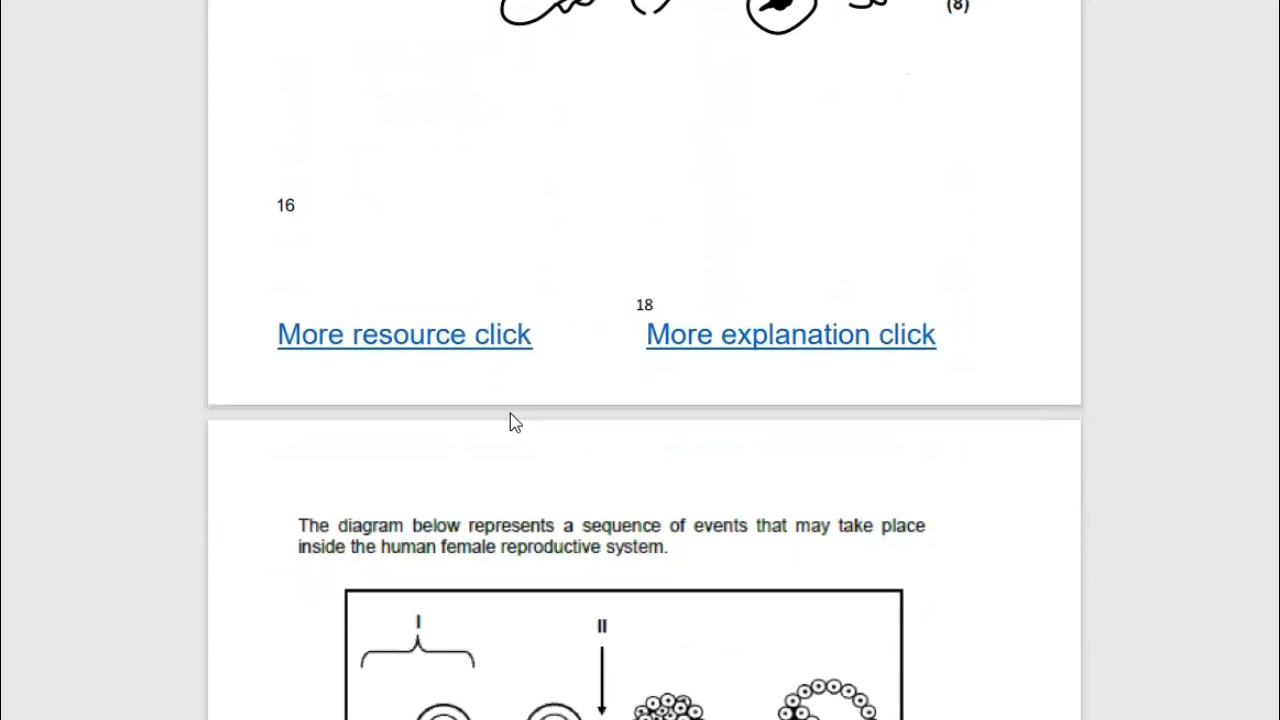 (8)
16
18
More resource click
More explanation click
The diagram below represents a sequence of events that may take place
inside the human female reproductive system.
I
II